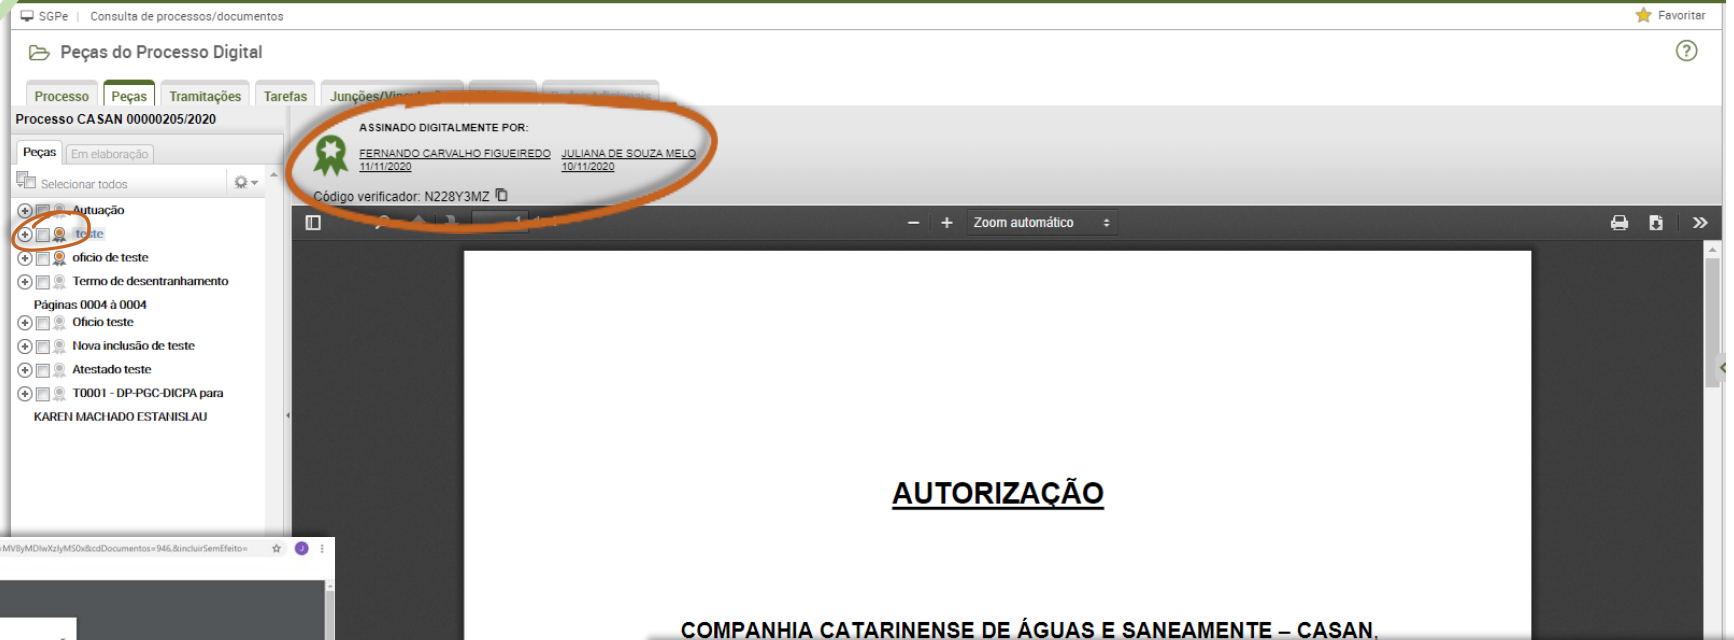 SGPe | Consulta de processos/documentos
Favoritar
Peças do Processo Digital
?
Processo Peças Tramitações Tarefas
Processo CASAN 00000205/2020
ASSINADO DIGITALMENTE POR:
FERNANDO CARVALHO FIGUEIREDO JULIANA DE SOUZA MELO
11/11/2020 10/11/2020
Código verificador: N228Y3MZ
Peças Em elaboração
Selecionar todos
Autuação
teste
oficio de teste
Termo de desentranhamento
Páginas 0004 à 0004
Oficio teste
Nova inclusão de teste
Atestado teste
T0001 - DP-PGC-DICPA para
KAREN MACHADO ESTANISLAU
1
Zoom automático
AUTORIZAÇÃO
COMPANHIA CATARINENSE DE ÁGUAS E SANEAMENTE – CASAN,
J